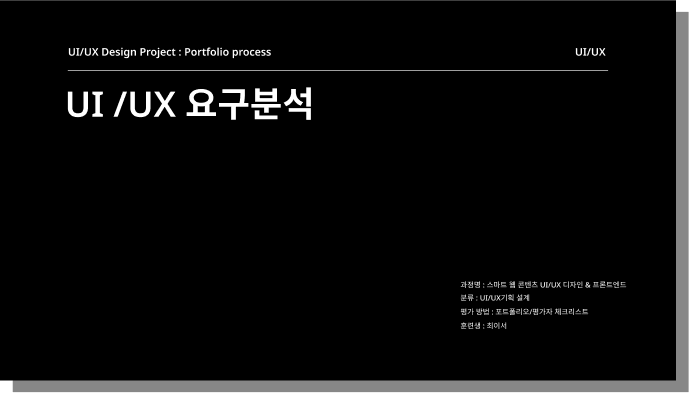 UI/UX Design Project : Portfolio process
UI/UX
UI /UX 요구분석
과정명 : 스마트 웹 콘텐츠 UI/UX 디자인 & 프론트엔드
분류 : UI/UX기획 설계
평가 방법 : 포트폴리오/평가자 체크리스트
훈련생 : 최이서